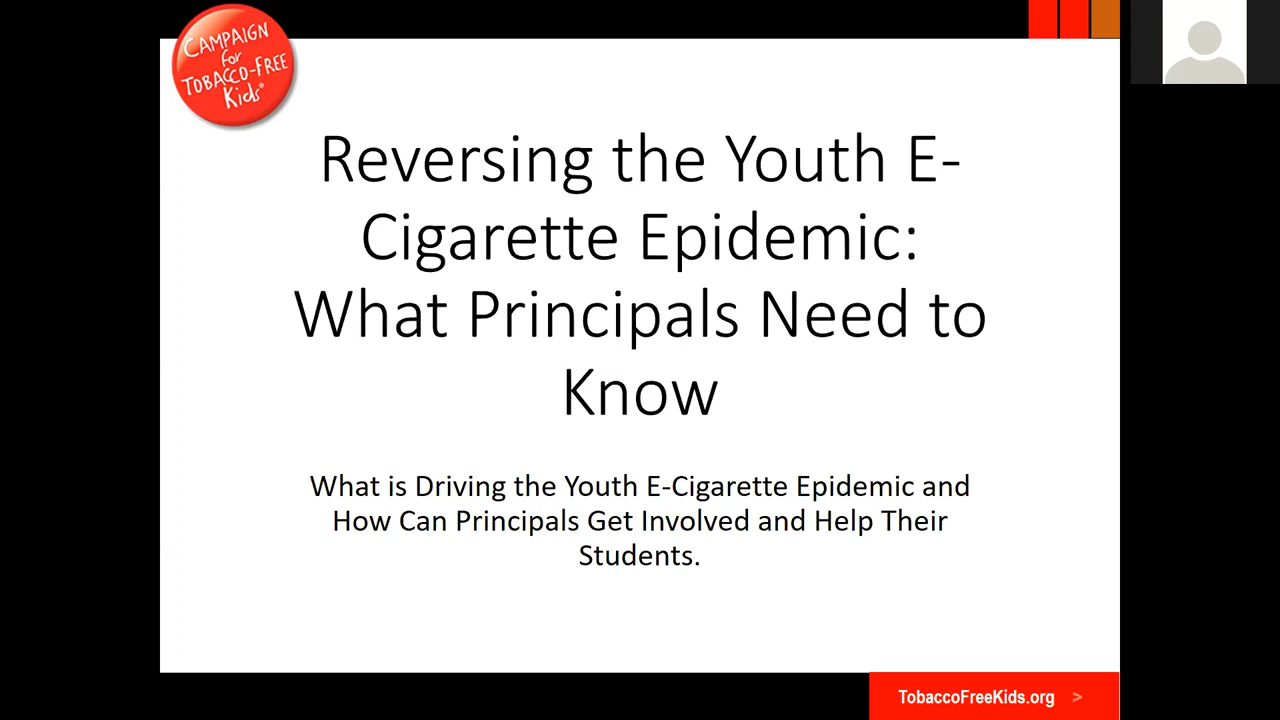 CAMPAIGN
for
TOBACCO-FREE
Kids®
Reversing the Youth E-
Cigarette Epidemic:
What Principals Need to
Know
What is Driving the Youth E-Cigarette Epidemic and
How Can Principals Get Involved and Help Their
Students.
TobaccoFreeKids.org >